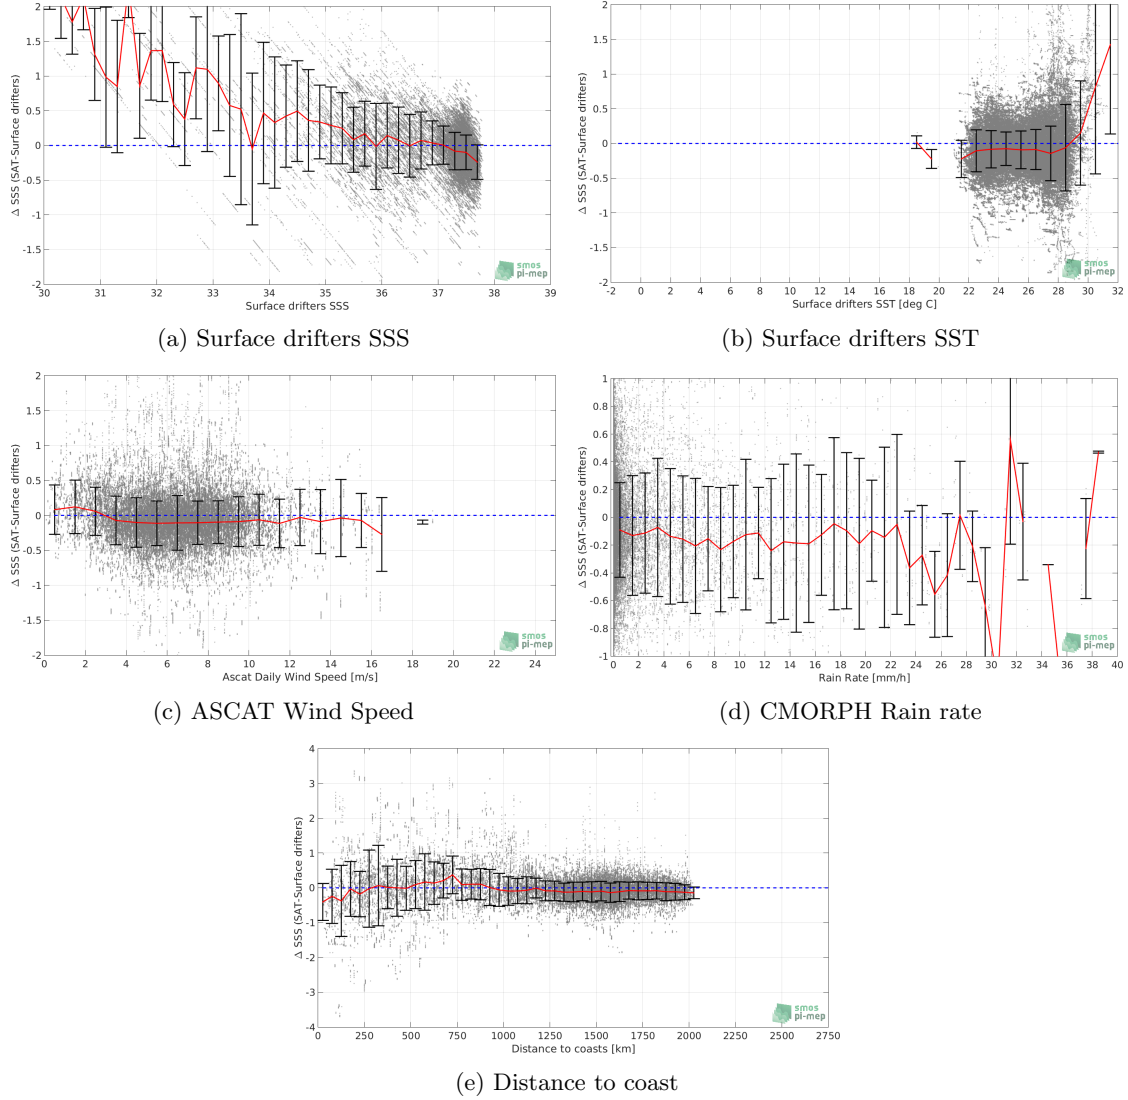 2
1.5
1
0.5
0
-0.5
-1
-1.5
-2
30 31 32 33 34 35 36 37 38 39
Surface drifters SSS
Δ SSS (SAT-Surface drifters)
smos
pi-mep
(a) Surface drifters SSS
2
1.5
1
0.5
0
-0.5
-1
-1.5
-2
-2 0 2 4 6 8 10 12 14 16 18 20 22 24 26 28 30 32
Surface drifters SST [deg C]
Δ SSS (SAT-Surface drifters)
smos
pi-mep
(b) Surface drifters SST
2
1.5
1
0.5
0
-0.5
-1
-1.5
-2
0 2 4 6 8 10 12 14 16 18 20 22 24
Ascat Daily Wind Speed [m/s]
Δ SSS (SAT-Surface drifters)
smos
pi-mep
(c) ASCAT Wind Speed
1
0.8
0.6
0.4
0.2
0
-0.2
-0.4
-0.6
-0.8
-1
0 2 4 6 8 10 12 14 16 18 20 22 24 26 28 30 32 34 36 38 40
Rain Rate [mm/h]
Δ SSS (SAT-Surface drifters)
smos
pi-mep
(d) CMORPH Rain rate
4
3
2
1
0
-1
-2
-3
-4
0 250 500 750 1000 1250 1500 1750 2000 2250 2500 2750
Distance to coasts [km]
Δ SSS (SAT-Surface drifters)
smos
pi-mep
(e) Distance to coast